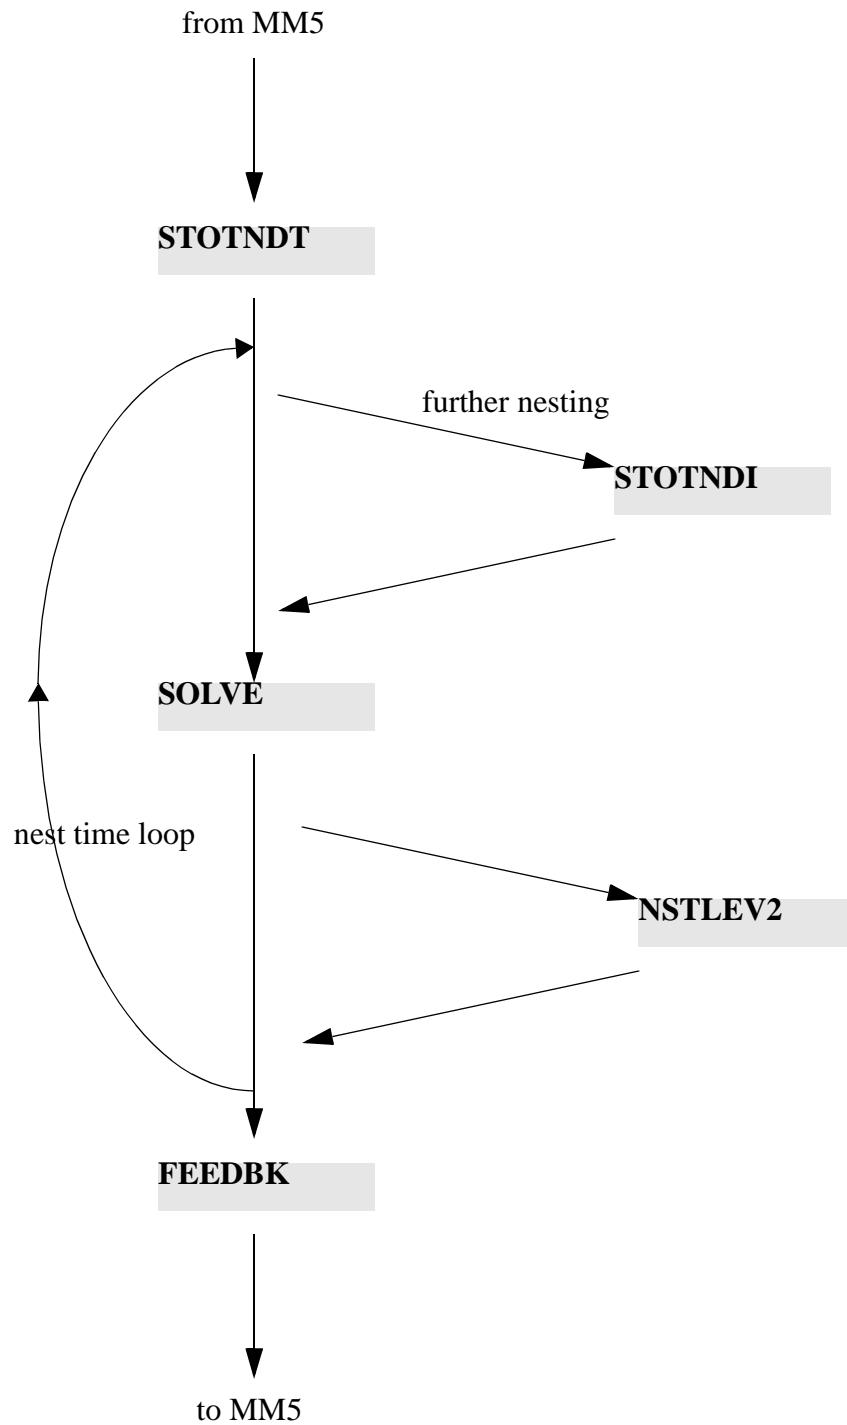 from MM5
STOTNDT
further nesting
STOTNDI
SOLVE
nest time loop
NSTLEV2
FEEDBK
to MM5